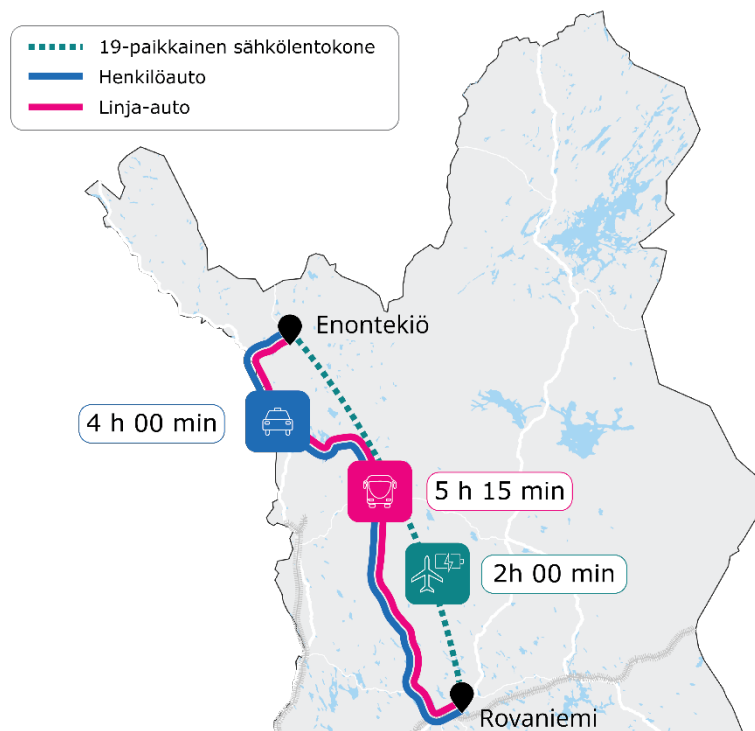 19-paikkainen sähkölentokone
Henkilöauto
Linja-auto
Enontekiö
4 h 00 min
5 h 15 min
2h 00 min
Rovaniemi